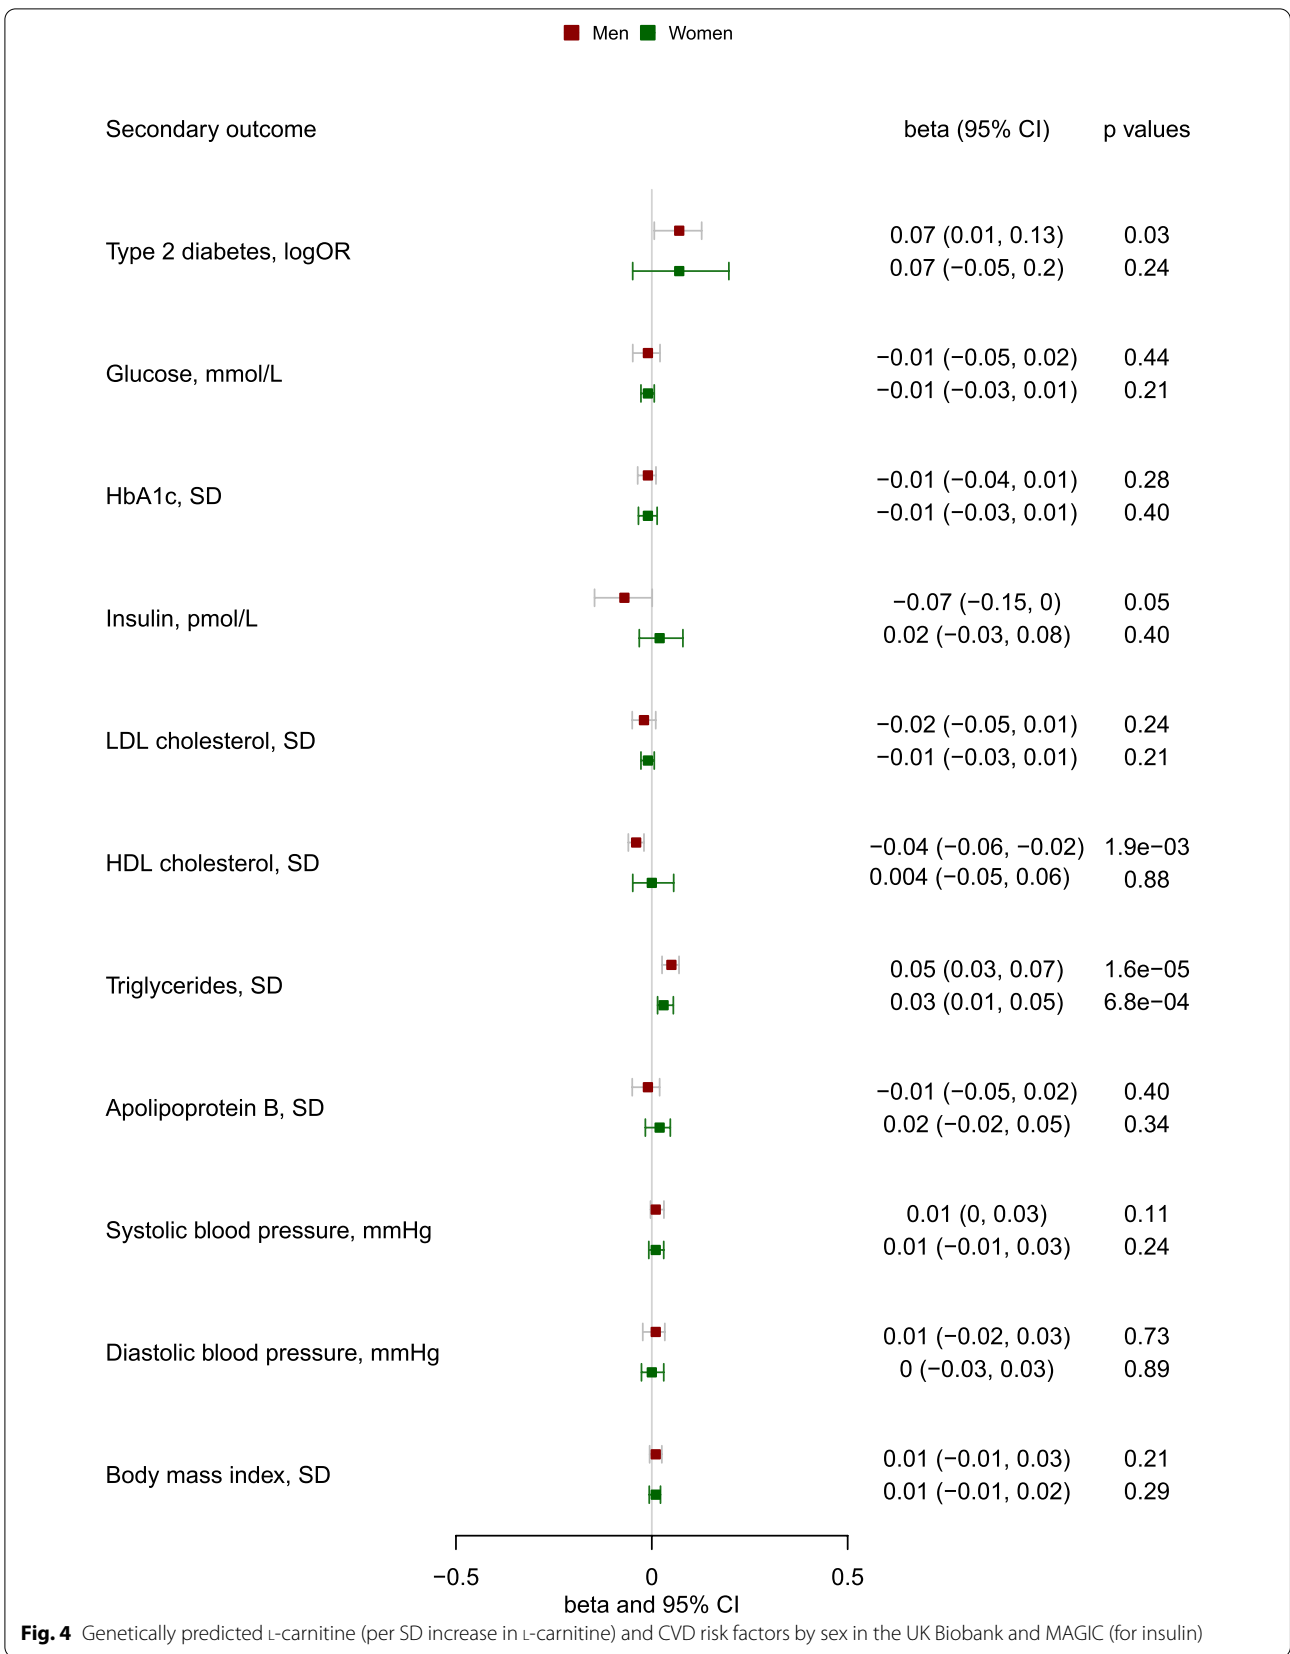 Men Women
Secondary outcome beta (95% CI) p values
Type 2 diabetes, logOR
0.07 (0.01, 0.13) 0.03
0.07 (−0.05, 0.2) 0.24
Glucose, mmol/L
−0.01 (−0.05, 0.02) 0.44
−0.01 (−0.03, 0.01) 0.21
HbA1c, SD
−0.01 (−0.04, 0.01) 0.28
−0.01 (−0.03, 0.01) 0.40
Insulin, pmol/L
−0.07 (−0.15, 0) 0.05
0.02 (−0.03, 0.08) 0.40
LDL cholesterol, SD
−0.02 (−0.05, 0.01) 0.24
−0.01 (−0.03, 0.01) 0.21
HDL cholesterol, SD
−0.04 (−0.06, −0.02) 1.9e−03
0.004 (−0.05, 0.06) 0.88
Triglycerides, SD
0.05 (0.03, 0.07) 1.6e−05
0.03 (0.01, 0.05) 6.8e−04
Apolipoprotein B, SD
−0.01 (−0.05, 0.02) 0.40
0.02 (−0.02, 0.05) 0.34
Systolic blood pressure, mmHg
0.01 (0, 0.03) 0.11
0.01 (−0.01, 0.03) 0.24
Diastolic blood pressure, mmHg
0.01 (−0.02, 0.03) 0.73
0 (−0.03, 0.03) 0.89
Body mass index, SD
0.01 (−0.01, 0.03) 0.21
0.01 (−0.01, 0.02) 0.29
−0.5 0 0.5
beta and 95% CI
Fig. 4 Genetically predicted L-carnitine (per SD increase in L-carnitine) and CVD risk factors by sex in the UK Biobank and MAGIC (for insulin)